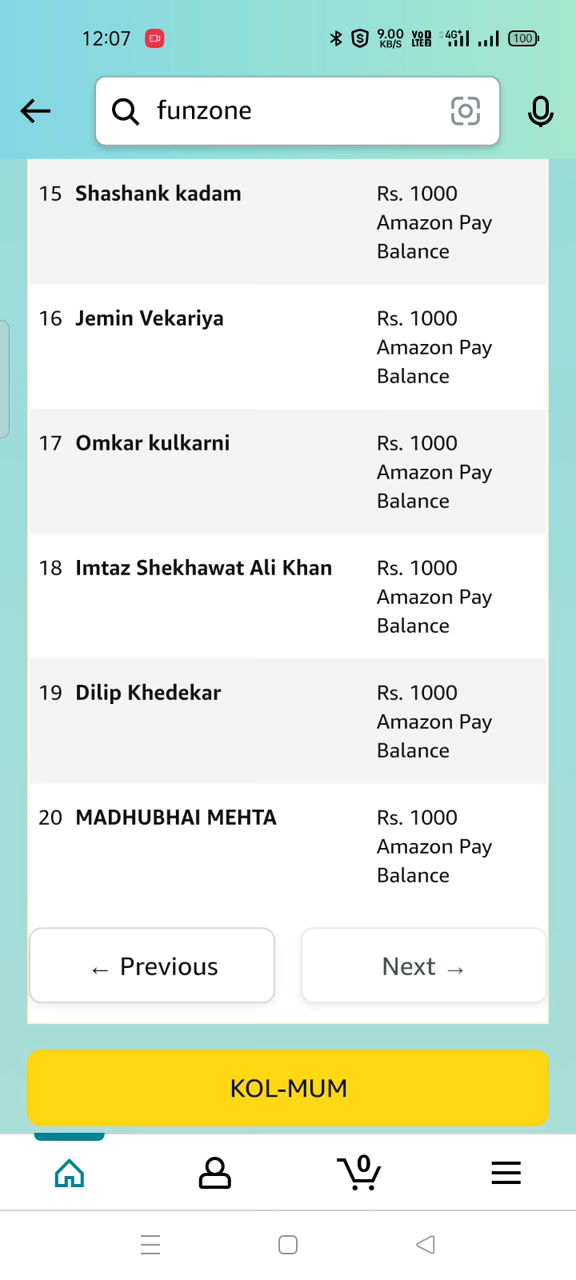 12:07 9.00 KB/S VoD LTE2 4G+ 100
funzone
15 Shashank kadam Rs. 1000
Amazon Pay
Balance
16 Jemin Vekariya Rs. 1000
Amazon Pay
Balance
17 Omkar kulkarni Rs. 1000
Amazon Pay
Balance
18 Imtaz Shekhawat Ali Khan Rs. 1000
Amazon Pay
Balance
19 Dilip Khedekar Rs. 1000
Amazon Pay
Balance
20 MADHUBHAI MEHTA Rs. 1000
Amazon Pay
Balance
← Previous Next →
KOL-MUM
0